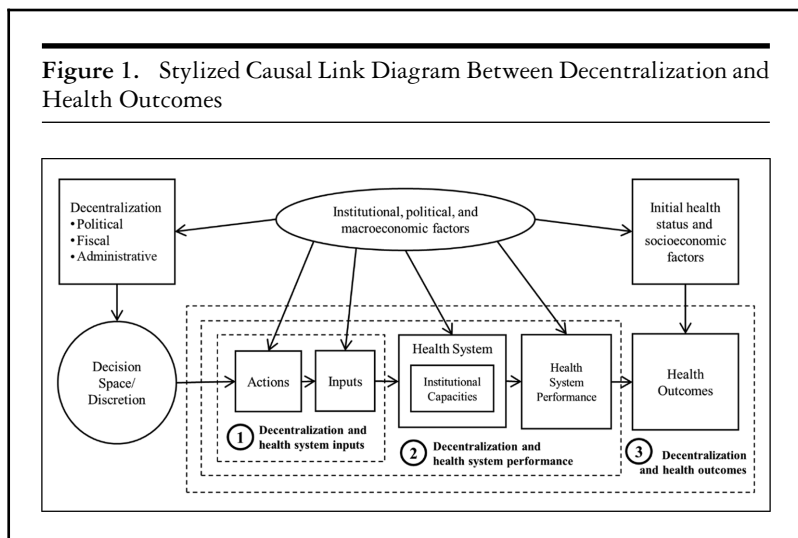 Figure 1. Stylized Causal Link Diagram Between Decentralization and
Health Outcomes
Decentralization
• Political
• Fiscal
• Administrative
Institutional, political, and
macroeconomic factors
Initial health
status and
socioeconomic
factors
Decision
Space/
Discretion
Actions
Inputs
Health System
Institutional
Capacities
Health
System
Performance
Health
Outcomes
1 Decentralization and
health system inputs
2 Decentralization and
health system performance
3 Decentralization
and health outcomes